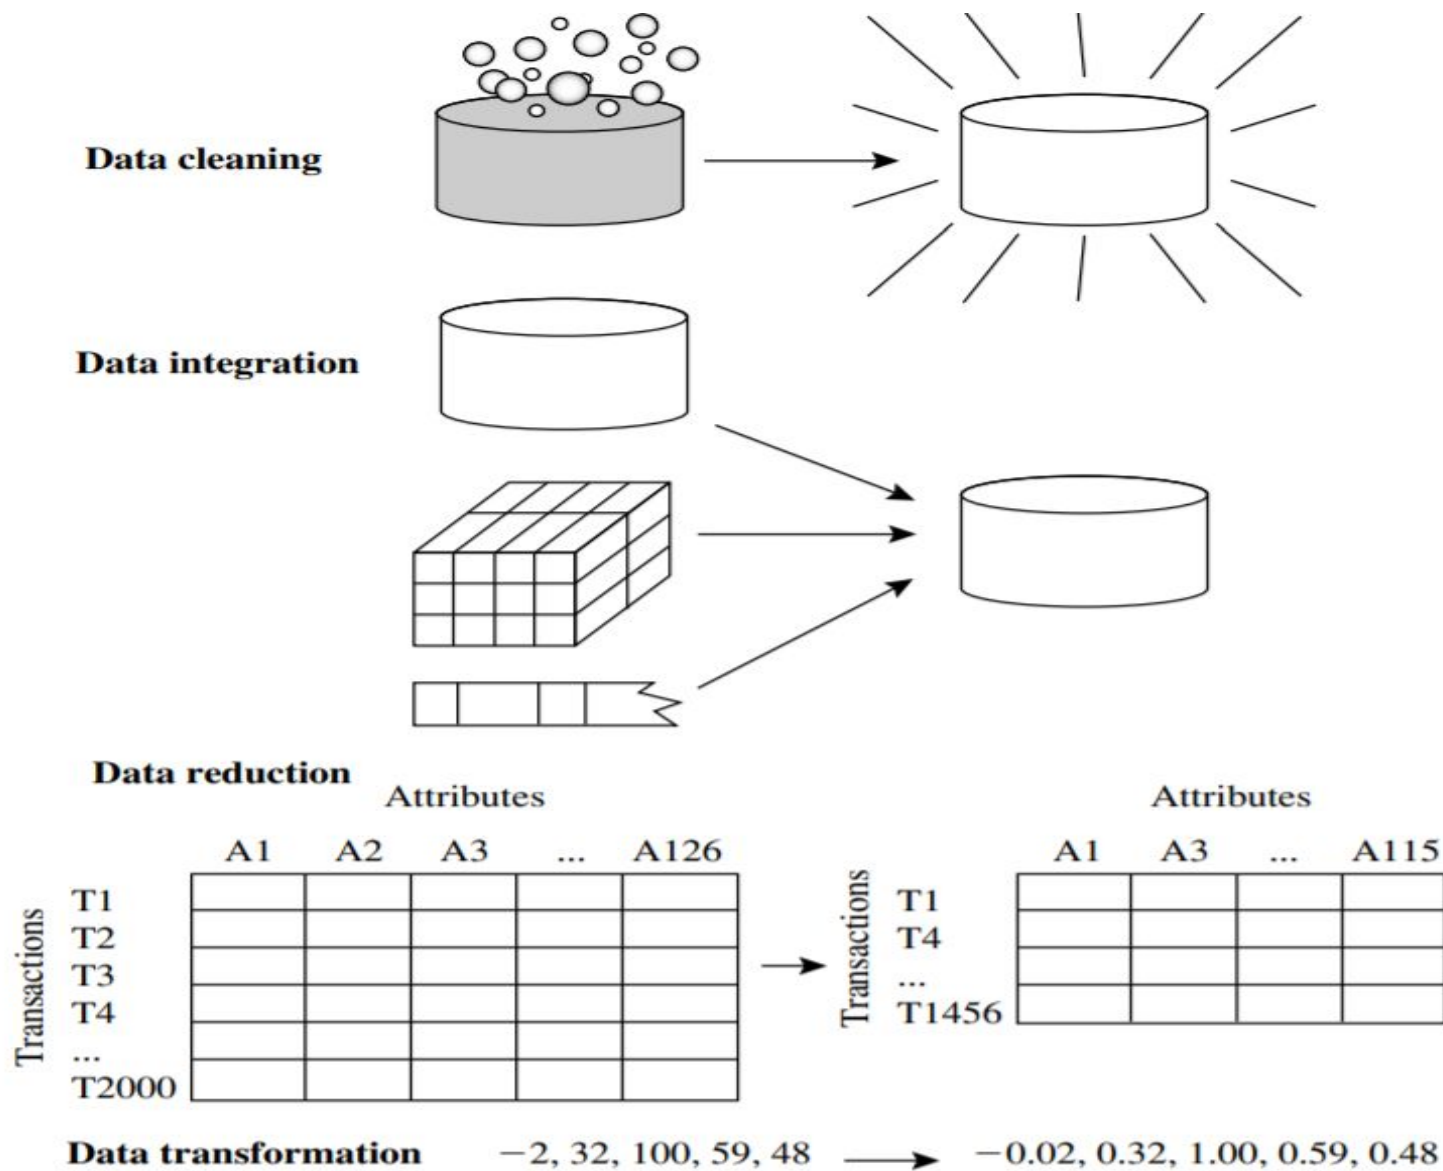 Data cleaning
Data integration
Data reduction
Attributes
A1 A2 A3 ... A126
Transactions
T1
T2
T3
T4
...
T2000
Attributes
A1 A3 ... A115
Transactions
T1
T4
...
T1456
Data transformation −2, 32, 100, 59, 48 −0.02, 0.32, 1.00, 0.59, 0.48